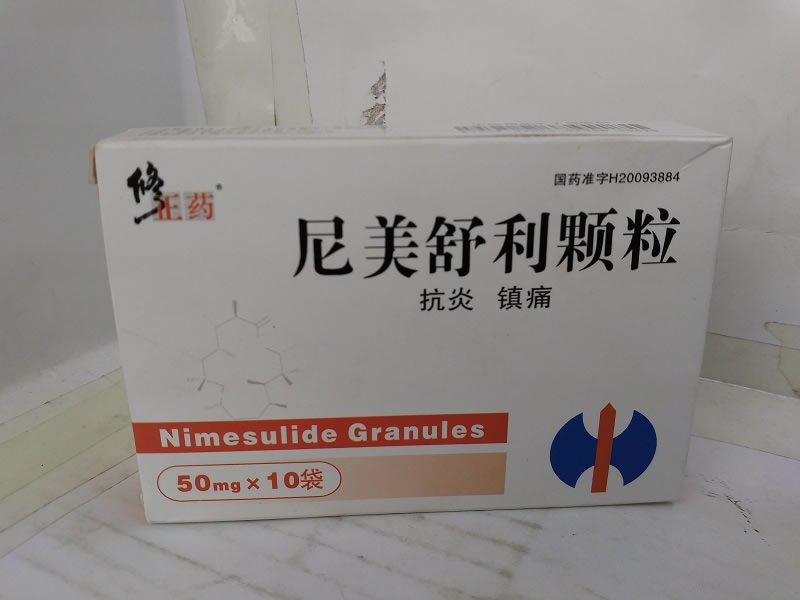 修正药®
国药准字H20093884
尼美舒利颗粒
抗炎 镇痛
Nimesulide Granules
50mg×10袋